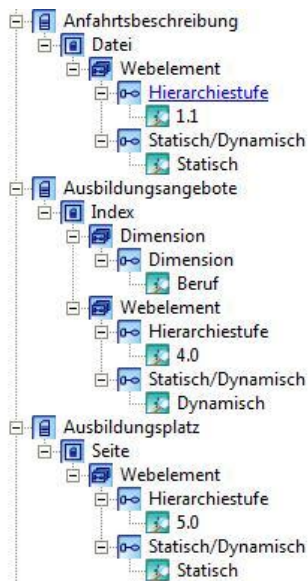 Anfahrtsbeschreibung
Datei
Webelement
Hierarchiestufe
1.1
Statisch/Dynamisch
Statisch
Ausbildungsangebote
Index
Dimension
Dimension
Beruf
Webelement
Hierarchiestufe
4.0
Statisch/Dynamisch
Dynamisch
Ausbildungsplatz
Seite
Webelement
Hierarchiestufe
5.0
Statisch/Dynamisch
Statisch